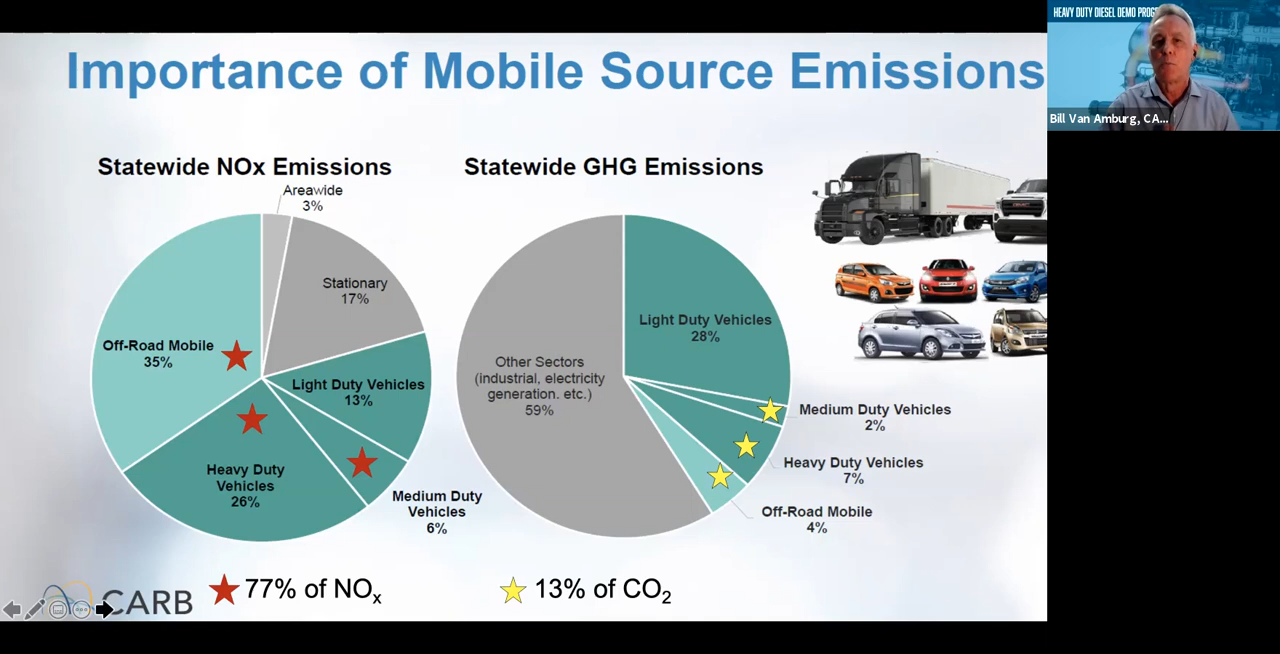 Importance of Mobile Source Emissions
HEAVY DUTY DIESEL DEMO PROG
Bill Van Amburg, CA...
Statewide NOx Emissions
Areawide
3%
Stationary
17%
Light Duty Vehicles
13%
Medium Duty
Vehicles
6%
Heavy Duty
Vehicles
26%
Off-Road Mobile
35%
Statewide GHG Emissions
Light Duty Vehicles
28%
Medium Duty Vehicles
2%
Heavy Duty Vehicles
7%
Off-Road Mobile
4%
Other Sectors
(industrial, electricity
generation. etc.)
59%
CARB
77% of NOx
13% of CO2